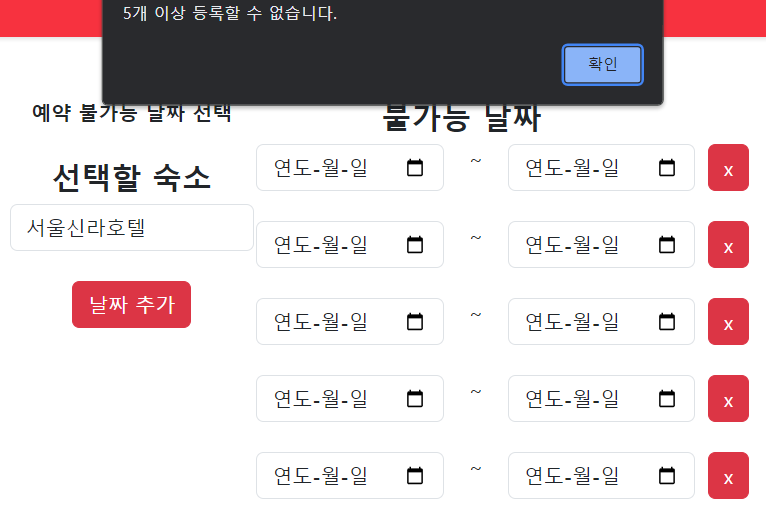 5개 이상 등록할 수 없습니다.
확인
예약 불가능 날짜 선택
선택할 숙소
서울신라호텔
날짜 추가
불가능 날짜
연도-월-일 ~ 연도-월-일 x
연도-월-일 ~ 연도-월-일 x
연도-월-일 ~ 연도-월-일 x
연도-월-일 ~ 연도-월-일 x
연도-월-일 ~ 연도-월-일 x